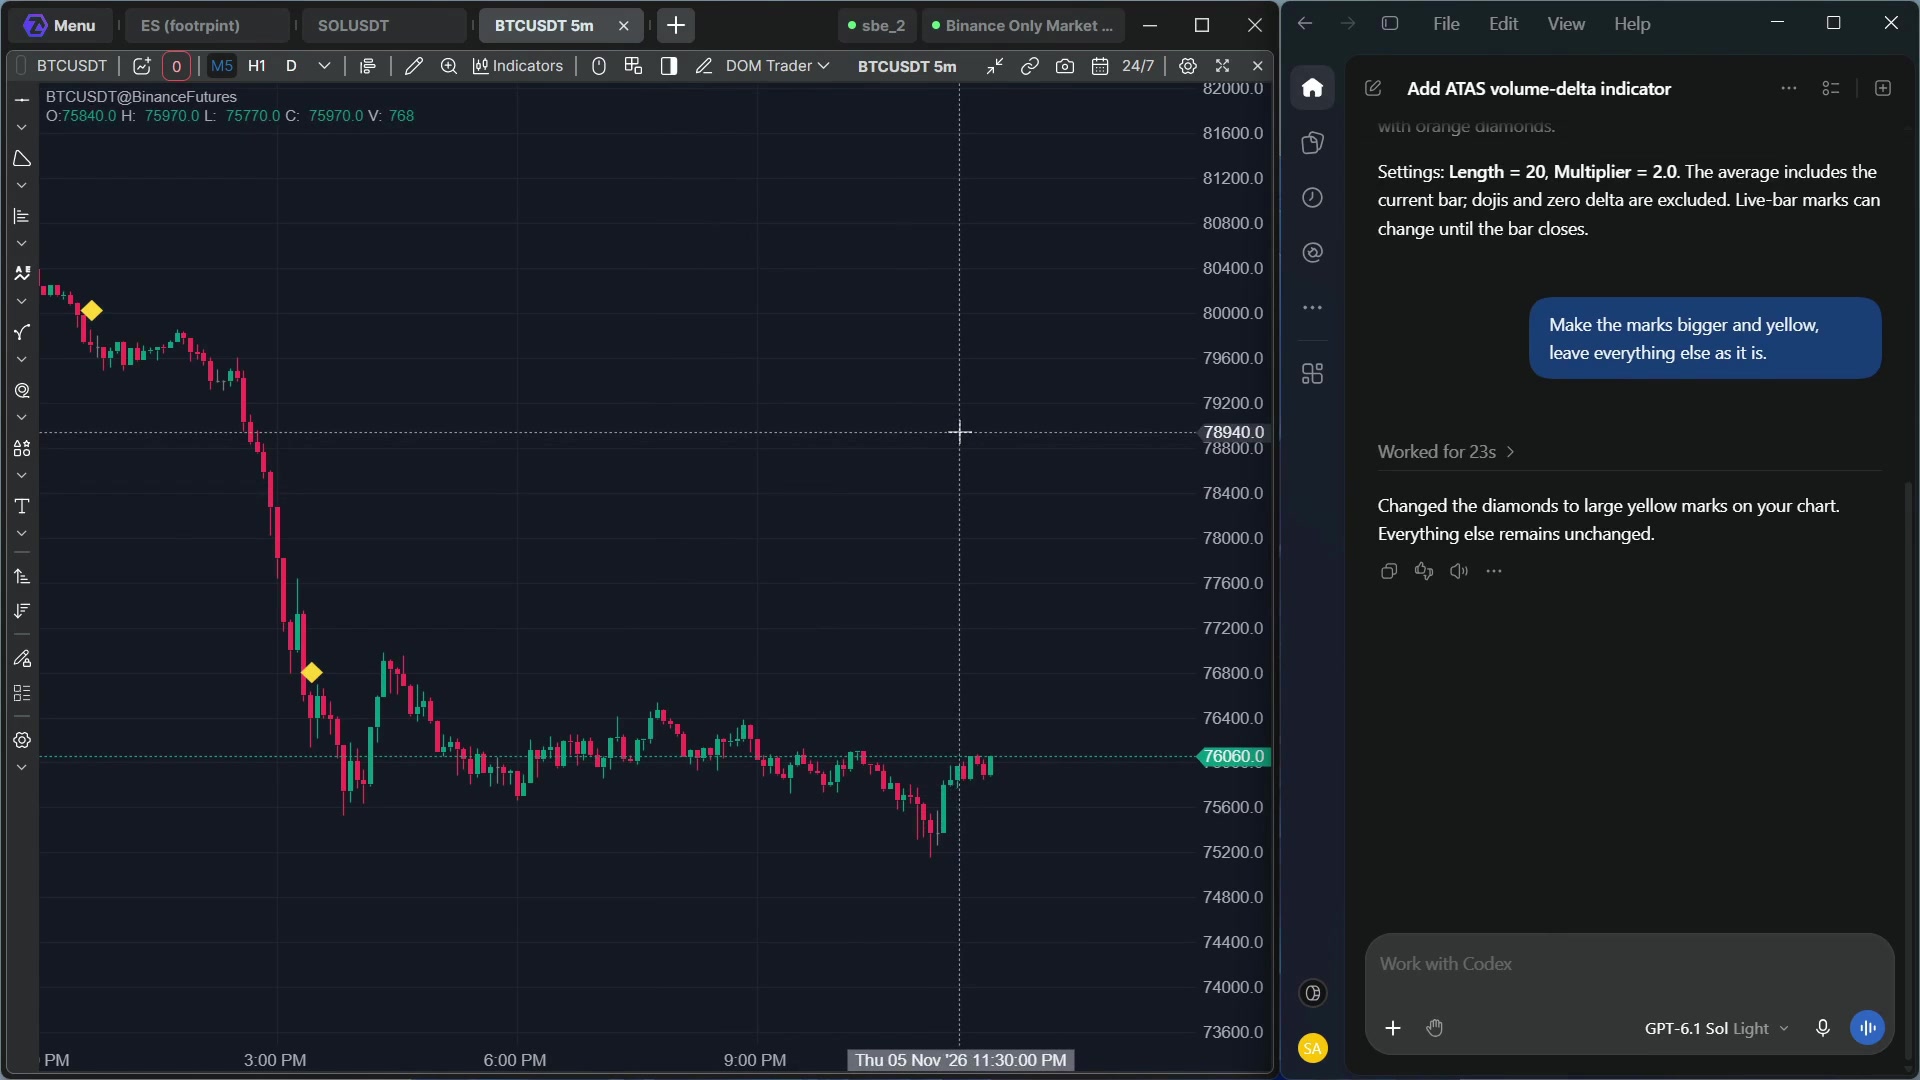 Menu
ES (footrpint)
SOLUSDT
BTCUSDT 5m
sbe_2
Binance Only Market ...
File
Edit
View
Help
BTCUSDT
0
M5
H1
D
Indicators
DOM Trader
BTCUSDT 5m
24/7
BTCUSDT@BinanceFutures
O:75840.0 H: 75970.0 L: 75770.0 C: 75970.0 V: 768
82000.0
81600.0
81200.0
80800.0
80400.0
80000.0
79600.0
79200.0
78940.0
78800.0
78400.0
78000.0
77600.0
77200.0
76800.0
76400.0
76060.0
75600.0
75200.0
74800.0
74400.0
74000.0
73600.0
PM
3:00 PM
6:00 PM
9:00 PM
Thu 05 Nov '26 11:30:00 PM
Add ATAS volume-delta indicator
with orange diamonds.
Settings: Length = 20, Multiplier = 2.0. The average includes the
current bar; dojis and zero delta are excluded. Live-bar marks can
change until the bar closes.
Make the marks bigger and yellow,
leave everything else as it is.
Worked for 23s
Changed the diamonds to large yellow marks on your chart.
Everything else remains unchanged.
Work with Codex
GPT-6.1 Sol Light
SA